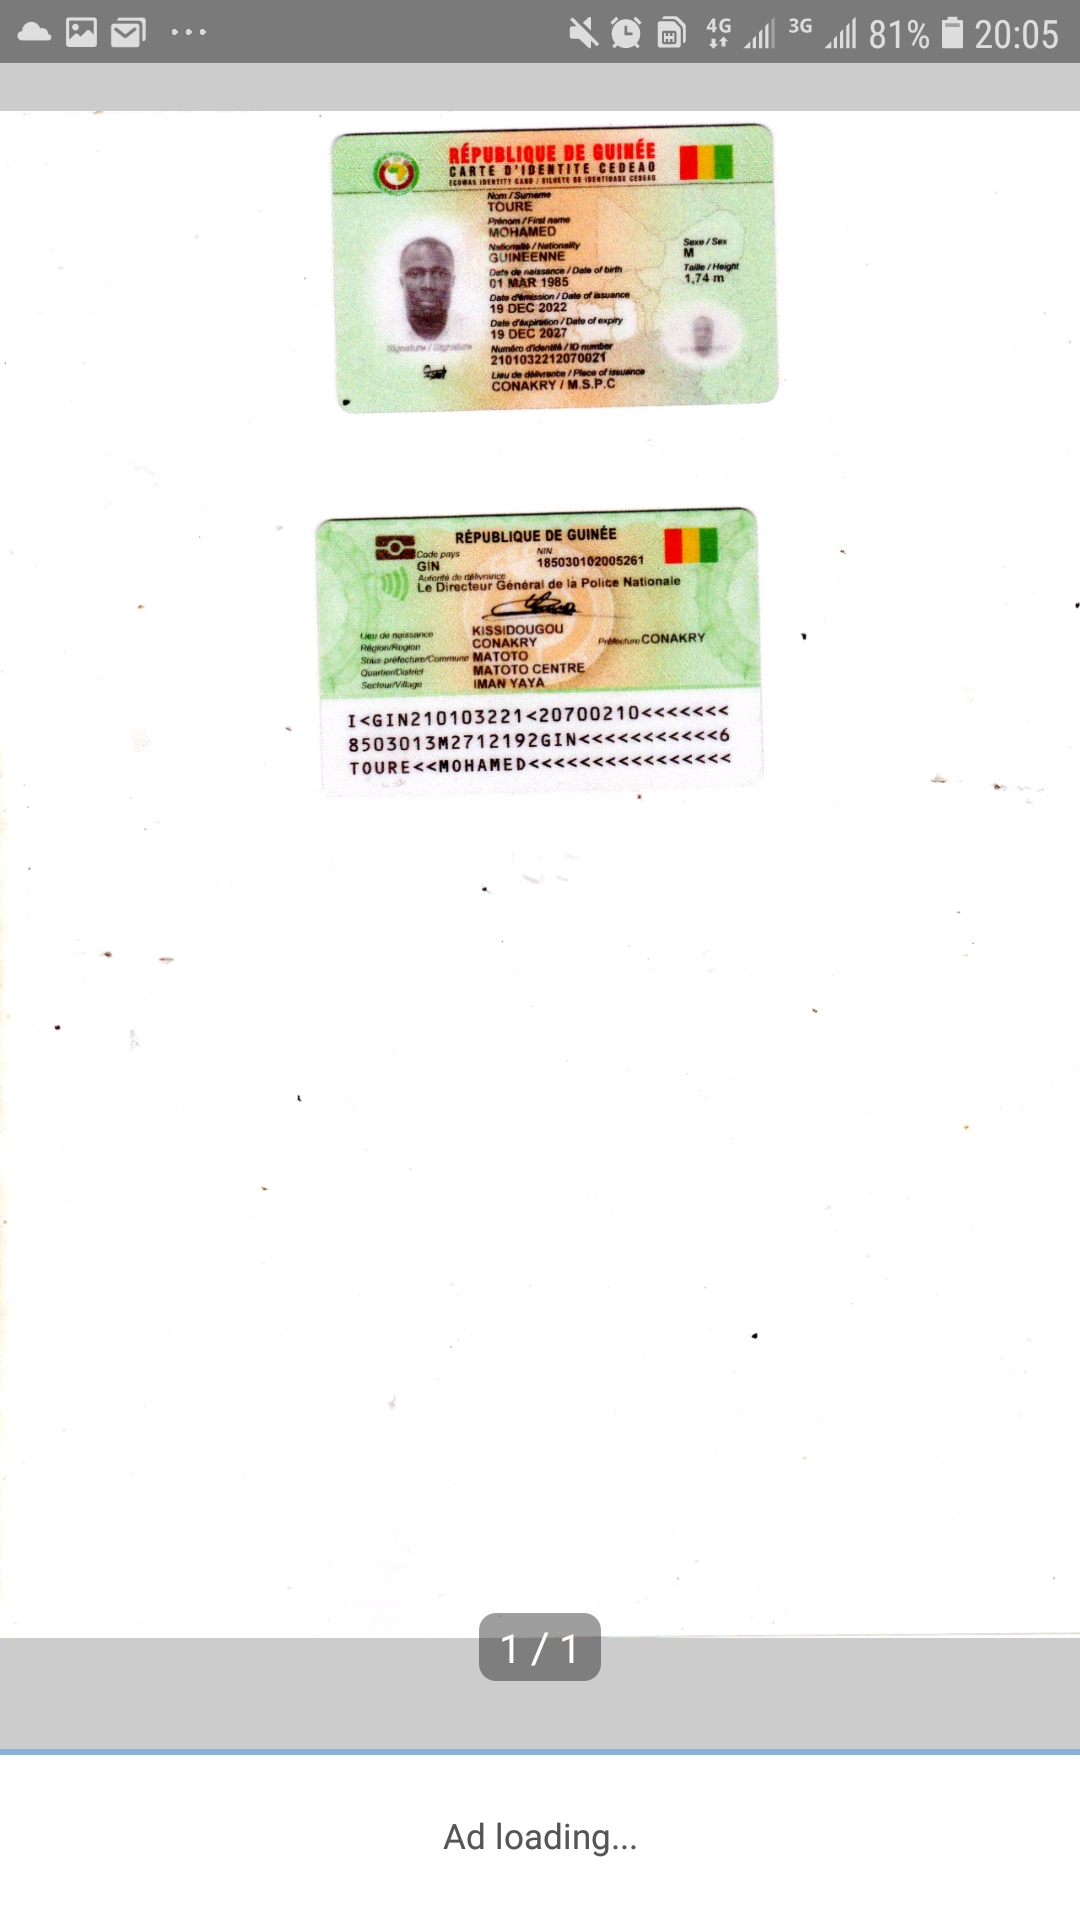 4G 3G 81% 20:05
RÉPUBLIQUE DE GUINÉE
CARTE D'IDENTITE CEDEAO
ECOWAS IDENTITY CARD / BILHETE DE IDENTIDADE CEDEAO
Nom / Surname
TOURE
Prénom / First name
MOHAMED
Nationalité / Nationality
GUINEENNE
Sexe / Sex
M
Date de naissance / Date of birth
01 MAR 1985
Taille / Height
1,74 m
Date d'émission / Date of issuance
19 DEC 2022
Date d'expiration / Date of expiry
19 DEC 2027
Signature / Signature
Numéro d'identité / ID number
2101032212070021
Lieu de délivrance / Place of issuance
CONAKRY / M.S.P.C
RÉPUBLIQUE DE GUINÉE
Code pays
GIN
NIN
185030102005261
Autorité de délivrance
Le Directeur Général de la Police Nationale
Lieu de naissance KISSIDOUGOU
Région/Region CONAKRY Préfecture CONAKRY
Sous-préfecture/Commune MATOTO
Quartier/District MATOTO CENTRE
Secteur/Village IMAN YAYA
I<GIN210103221<20700210<<<<<<<
8503013M2712192GIN<<<<<<<<<<<6
TOURE<<MOHAMED<<<<<<<<<<<<<<<<
1 / 1
Ad loading...